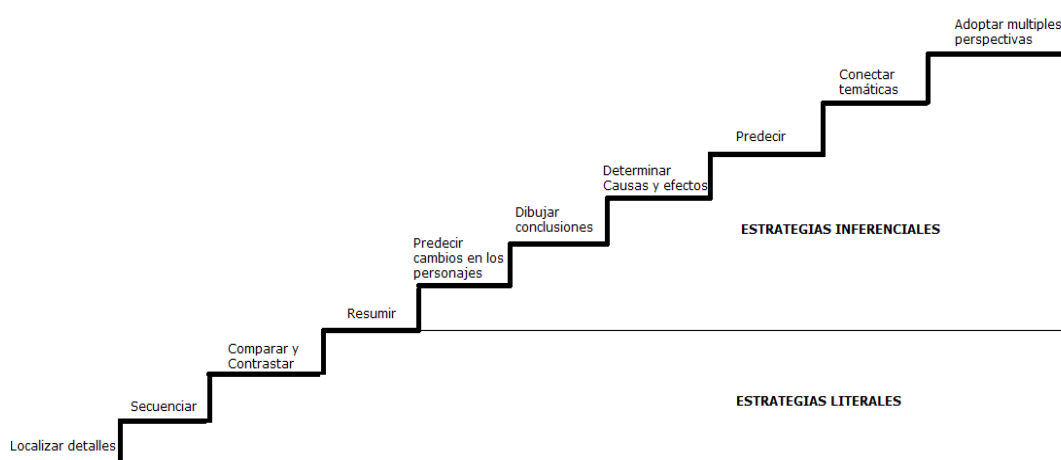 Adoptar multiples
perspectivas
Conectar
temáticas
Predecir
Determinar
Causas y efectos
Dibujar
conclusiones
ESTRATEGIAS INFERENCIALES
Predecir
cambios en los
personajes
Resumir
Comparar y
Contrastar
ESTRATEGIAS LITERALES
Secuenciar
Localizar detalles